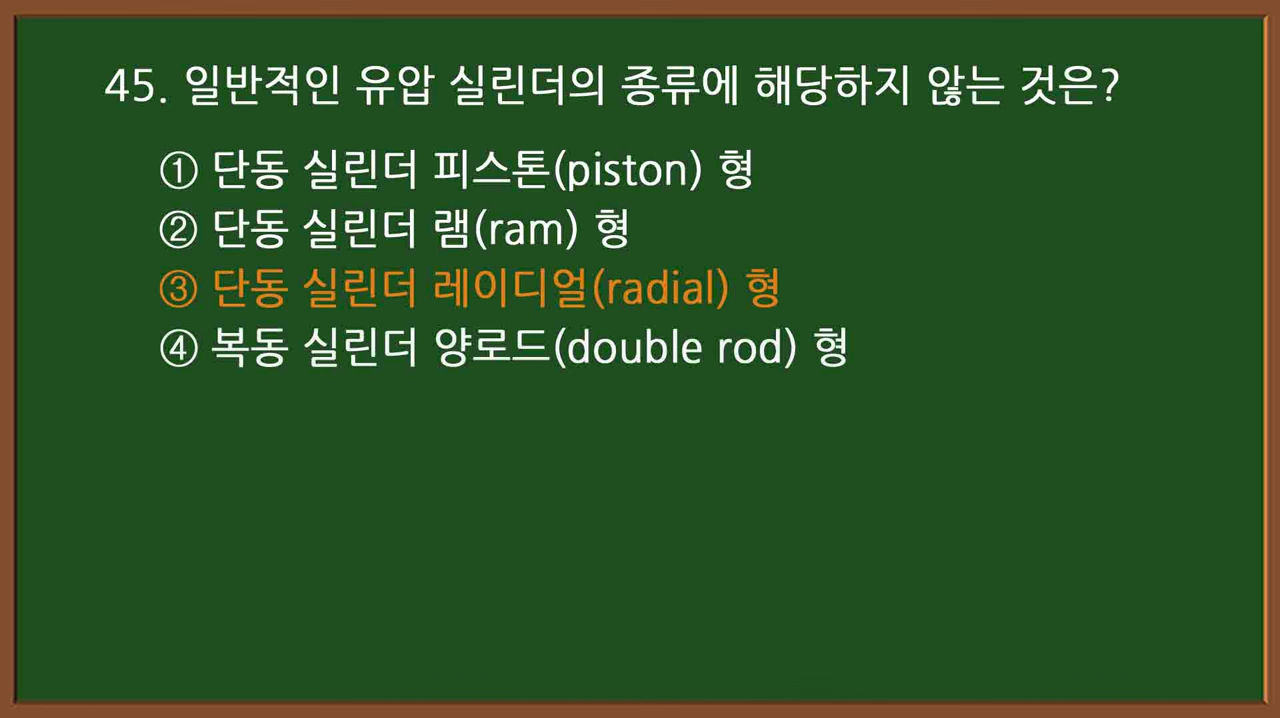 45. 일반적인 유압 실린더의 종류에 해당하지 않는 것은?
① 단동 실린더 피스톤(piston) 형
② 단동 실린더 램(ram) 형
③ 단동 실린더 레이디얼(radial) 형
④ 복동 실린더 양로드(double rod) 형